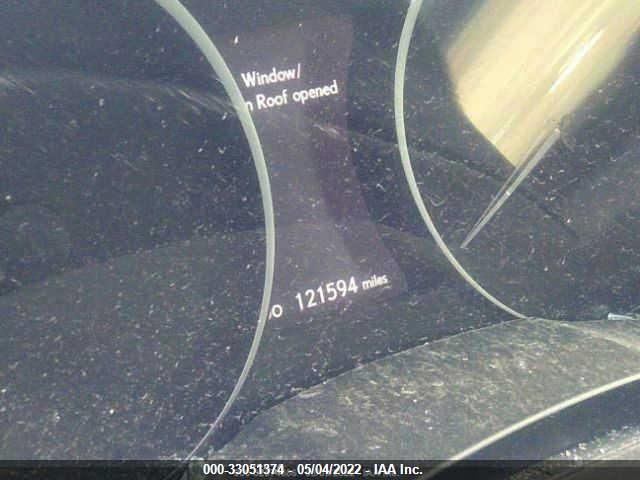 Window/
n Roof opened
o 121594 miles
000-33051374 - 05/04/2022 - IAA Inc.